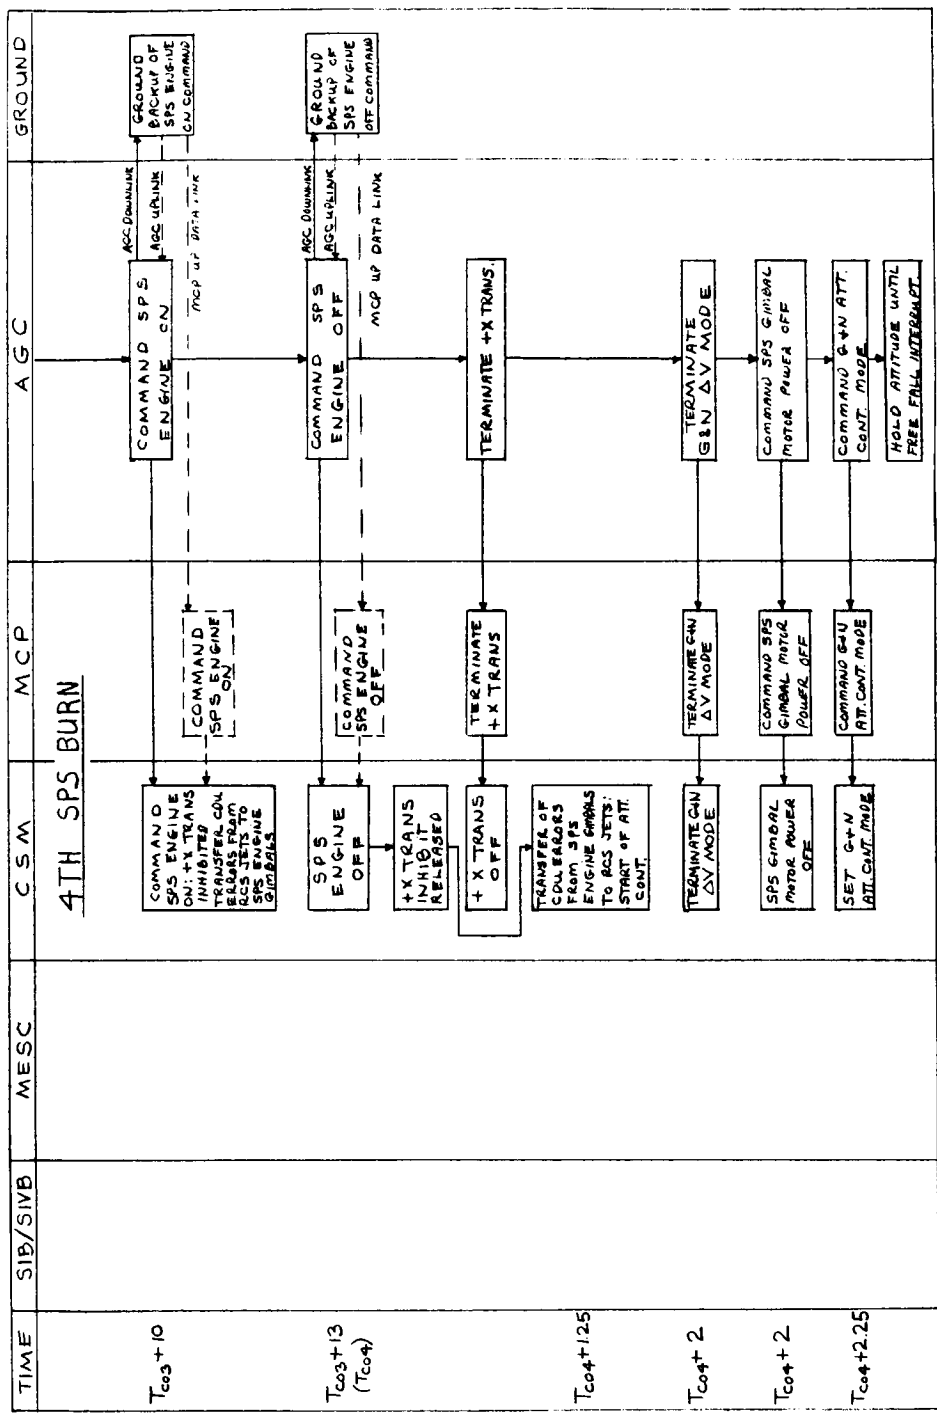 TIME
SIB/SIVB
MESC
CSM
MCP
AGC
GROUND
4TH SPS BURN
TCO3+10
COMMAND
SPS ENGINE
ON: +X TRANS
INHIBITED
TRANSFER CDU
ERRORS FROM
RCS JETS TO
SPS ENGINE
GIMBALS
COMMAND
SPS ENGINE
ON
COMMAND SPS
ENGINE ON
AGC DOWNLINK
AGC UPLINK
MCP UP DATA LINK
GROUND
BACKUP OF
SPS ENGINE
ON COMMAND
TCO3+13
(TCO4)
SPS
ENGINE
OFF
COMMAND
SPS ENGINE
OFF
COMMAND SPS
ENGINE OFF
AGC DOWNLINK
AGC UPLINK
MCP UP DATA LINK
GROUND
BACKUP OF
SPS ENGINE
OFF COMMAND
+X TRANS
INHIBIT
RELEASED
+X TRANS
OFF
TERMINATE
+X TRANS
TERMINATE +X TRANS.
TCO4+1.25
TRANSFER OF
CDU ERRORS
FROM SPS
ENGINE GIMBALS
TO RCS JETS:
START OF ATT.
CONT.
TCO4+2
TERMINATE G+N
ΔV MODE
TERMINATE G+N
ΔV MODE
TERMINATE
G&N ΔV MODE
TCO4+2
SPS GIMBAL
MOTOR POWER
OFF
COMMAND SPS
GIMBAL MOTOR
POWER OFF
COMMAND SPS GIMBAL
MOTOR POWER OFF
TCO4+2.25
SET G+N
ATT. CONT. MODE
COMMAND G+N
ATT. CONT. MODE
COMMAND G+N ATT.
CONT. MODE
HOLD ATTITUDE UNTIL
FREE FALL INTERRUPT.